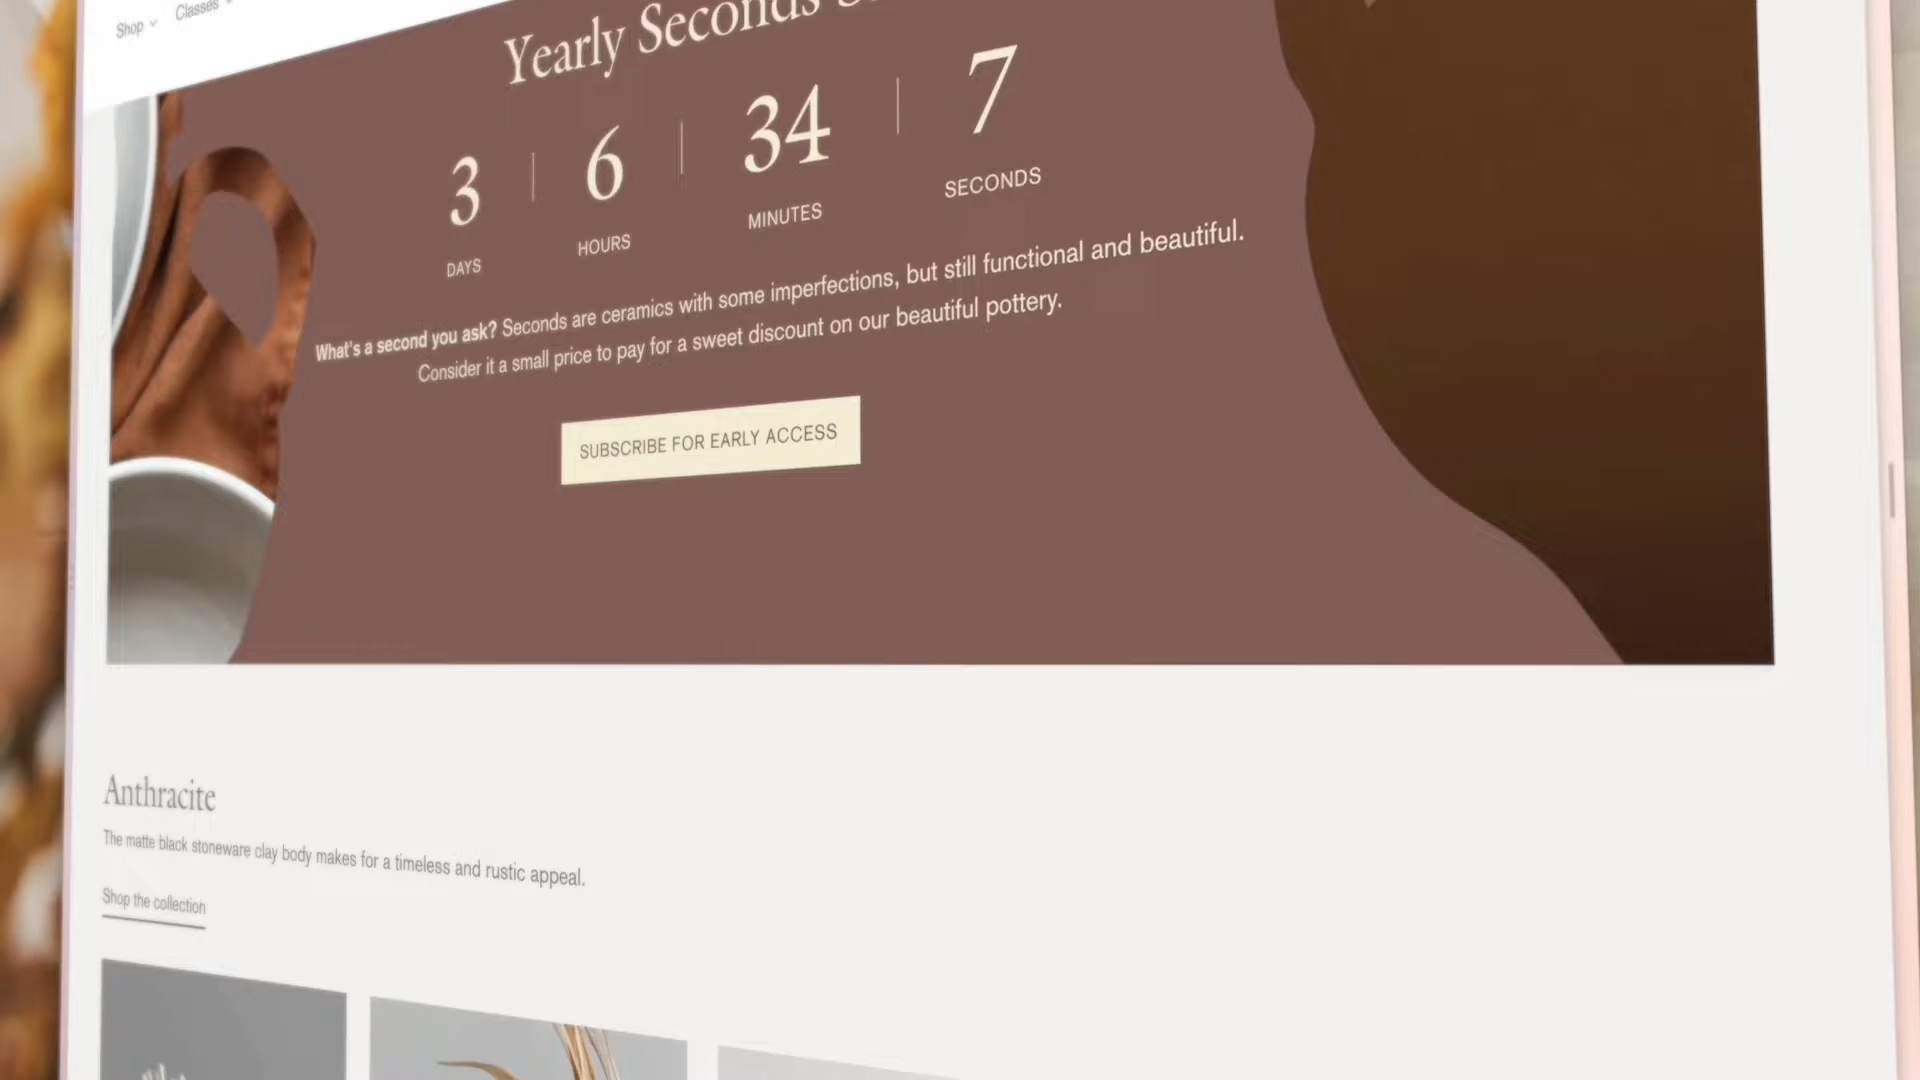 Shop Classes
Yearly Seconds
3 6 34 7
DAYS HOURS MINUTES SECONDS
What's a second you ask? Seconds are ceramics with some imperfections, but still functional and beautiful.
Consider it a small price to pay for a sweet discount on our beautiful pottery.
SUBSCRIBE FOR EARLY ACCESS
Anthracite
The matte black stoneware clay body makes for a timeless and rustic appeal.
Shop the collection